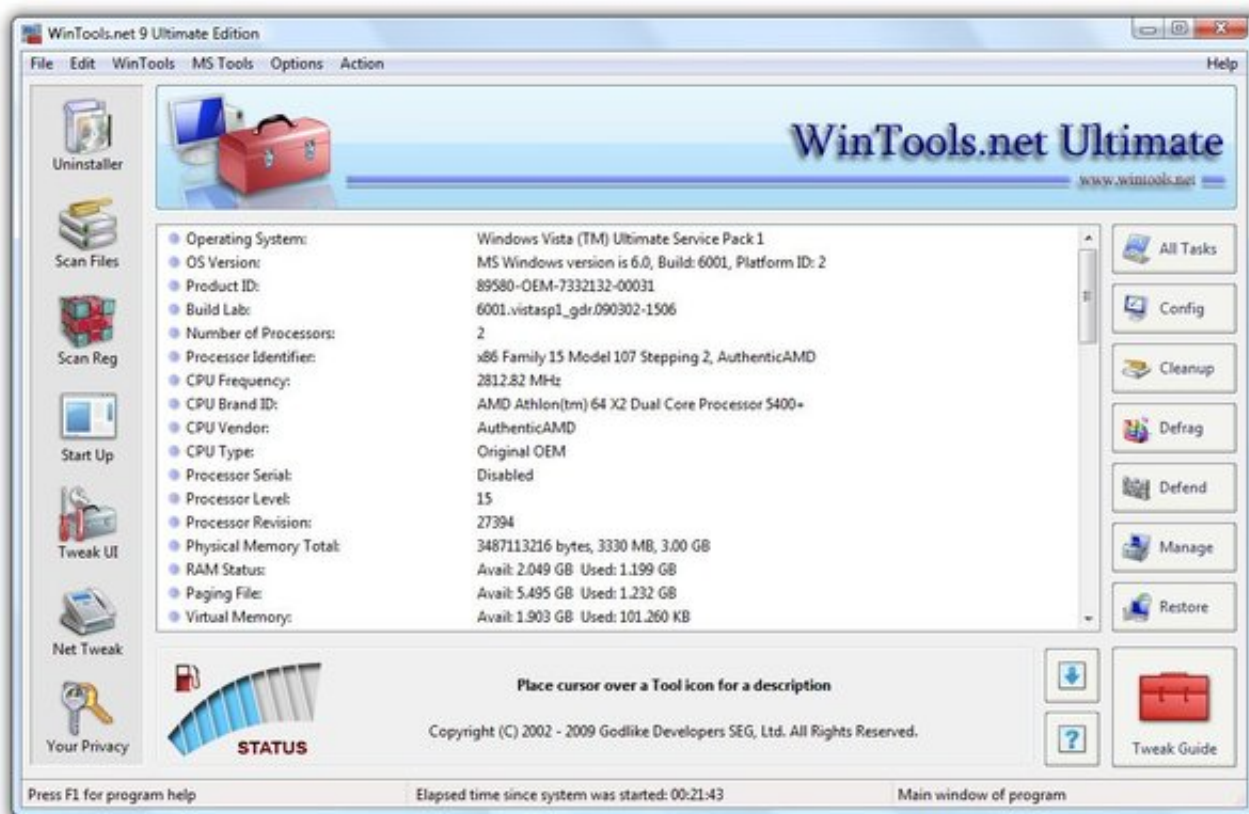 WinTools.net 9 Ultimate Edition
File Edit WinTools MS Tools Options Action Help
WinTools.net Ultimate
www.wintools.net
Uninstaller
Scan Files
Scan Reg
Start Up
Tweak UI
Net Tweak
Your Privacy
Operating System: Windows Vista (TM) Ultimate Service Pack 1
OS Version: MS Windows version is 6.0, Build: 6001, Platform ID: 2
Product ID: 89580-OEM-7332132-00031
Build Lab: 6001.vistasp1_gdr.090302-1506
Number of Processors: 2
Processor Identifier: x86 Family 15 Model 107 Stepping 2, AuthenticAMD
CPU Frequency: 2812.82 MHz
CPU Brand ID: AMD Athlon(tm) 64 X2 Dual Core Processor 5400+
CPU Vendor: AuthenticAMD
CPU Type: Original OEM
Processor Serial: Disabled
Processor Level: 15
Processor Revision: 27394
Physical Memory Total: 3487113216 bytes, 3330 MB, 3.00 GB
RAM Status: Avail: 2.049 GB Used: 1.199 GB
Paging File: Avail: 5.495 GB Used: 1.232 GB
Virtual Memory: Avail: 1.903 GB Used: 101.260 KB
All Tasks
Config
Cleanup
Defrag
Defend
Manage
Restore
STATUS
Place cursor over a Tool icon for a description
Copyright (C) 2002 - 2009 Godlike Developers SEG, Ltd. All Rights Reserved.
?
Tweak Guide
Press F1 for program help Elapsed time since system was started: 00:21:43 Main window of program